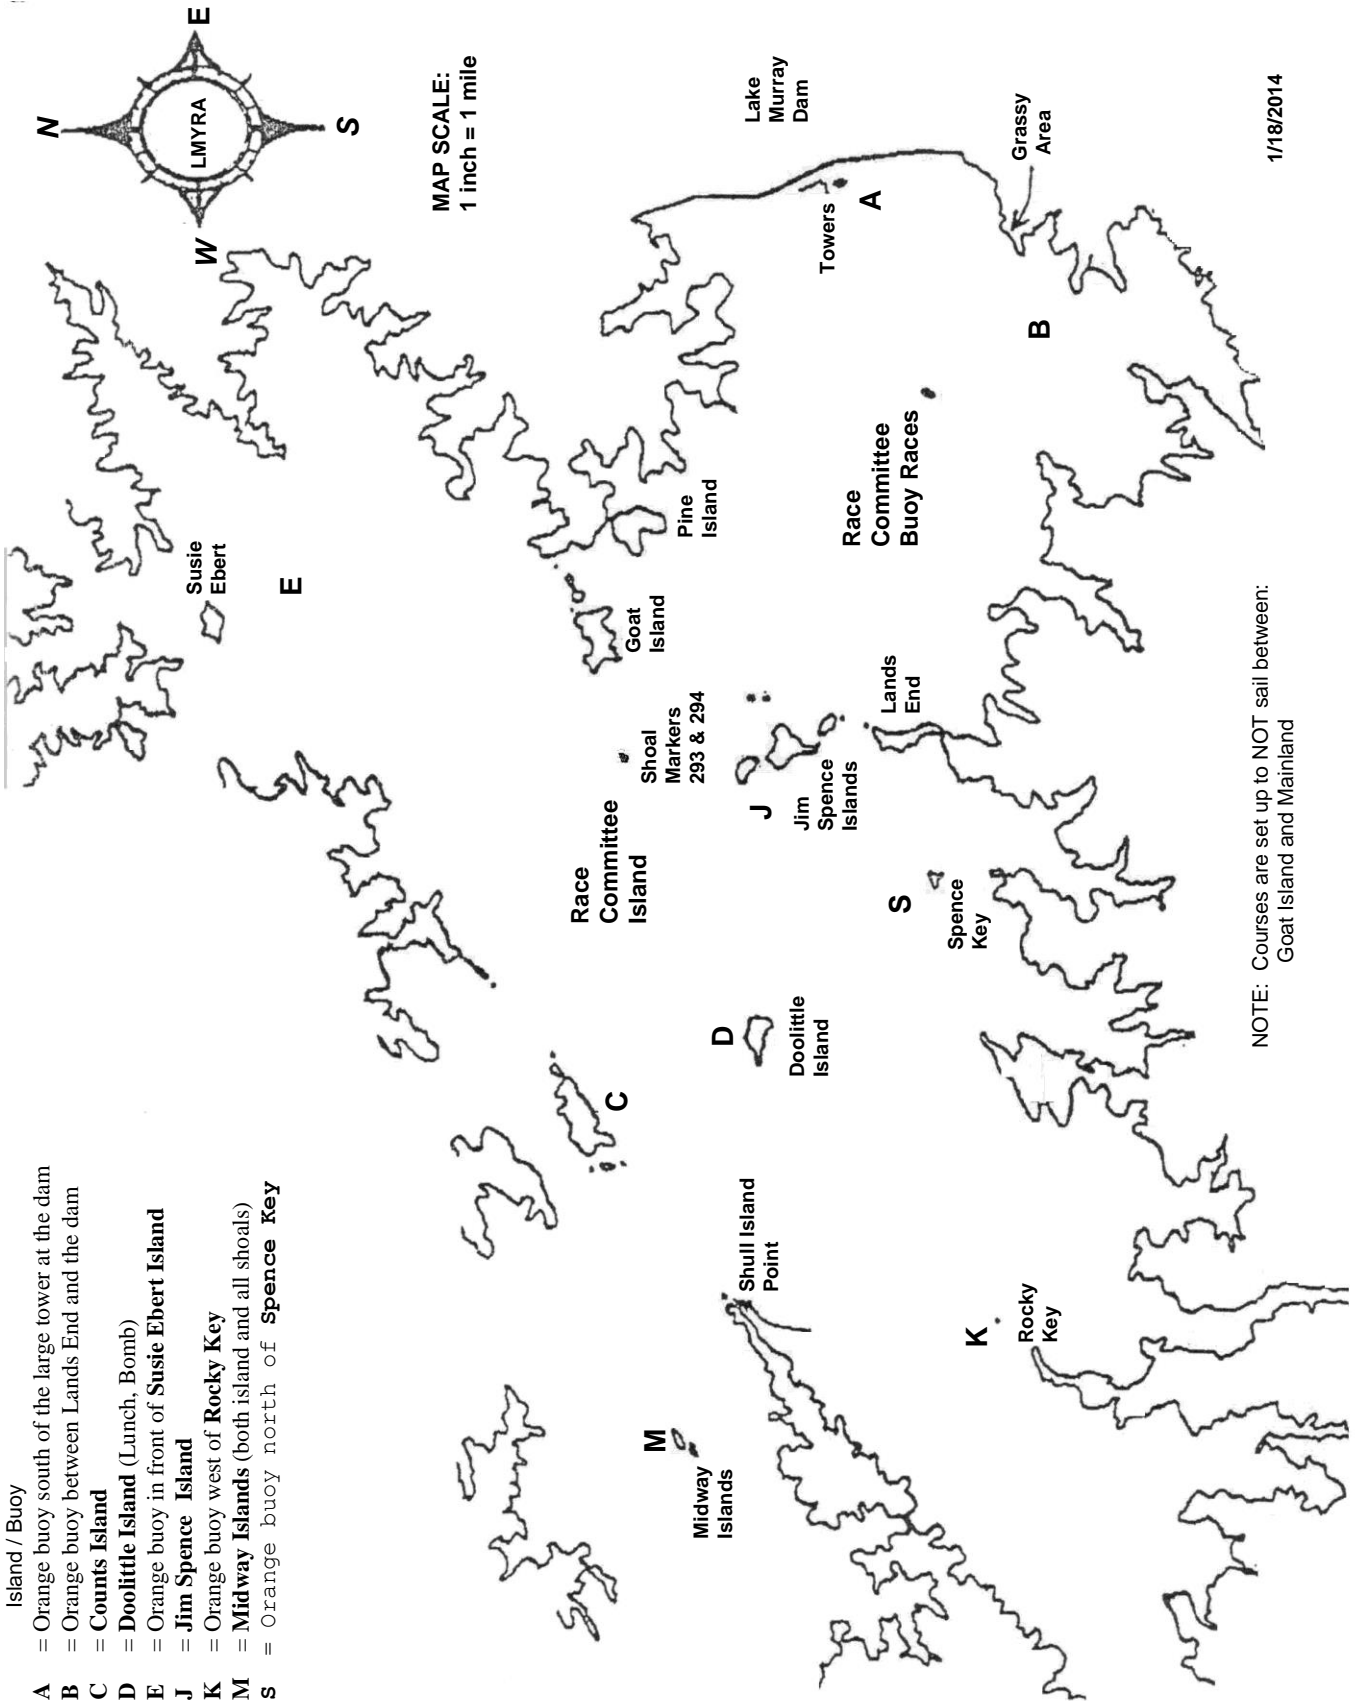 Island / Buoy
A = Orange buoy south of the large tower at the dam
B = Orange buoy between Lands End and the dam
C = Counts Island
D = Doolittle Island (Lunch, Bomb)
E = Orange buoy in front of Susie Ebert Island
J = Jim Spence Island
K = Orange buoy west of Rocky Key
M = Midway Islands (both island and all shoals)
S = Orange buoy north of Spence Key
N
W
E
S
LMYRA
MAP SCALE:
1 inch = 1 mile
Susie
Ebert
E
Goat
Island
Pine
Island
Lake
Murray
Dam
Towers
A
Grassy
Area
B
Race
Committee
Buoy Races
Lands
End
Shoal
Markers
293 & 294
J
Jim
Spence
Islands
Race
Committee
Island
S
Spence
Key
D
Doolittle
Island
C
Shull Island
Point
M
Midway
Islands
K
Rocky
Key
NOTE: Courses are set up to NOT sail between:
Goat Island and Mainland
1/18/2014